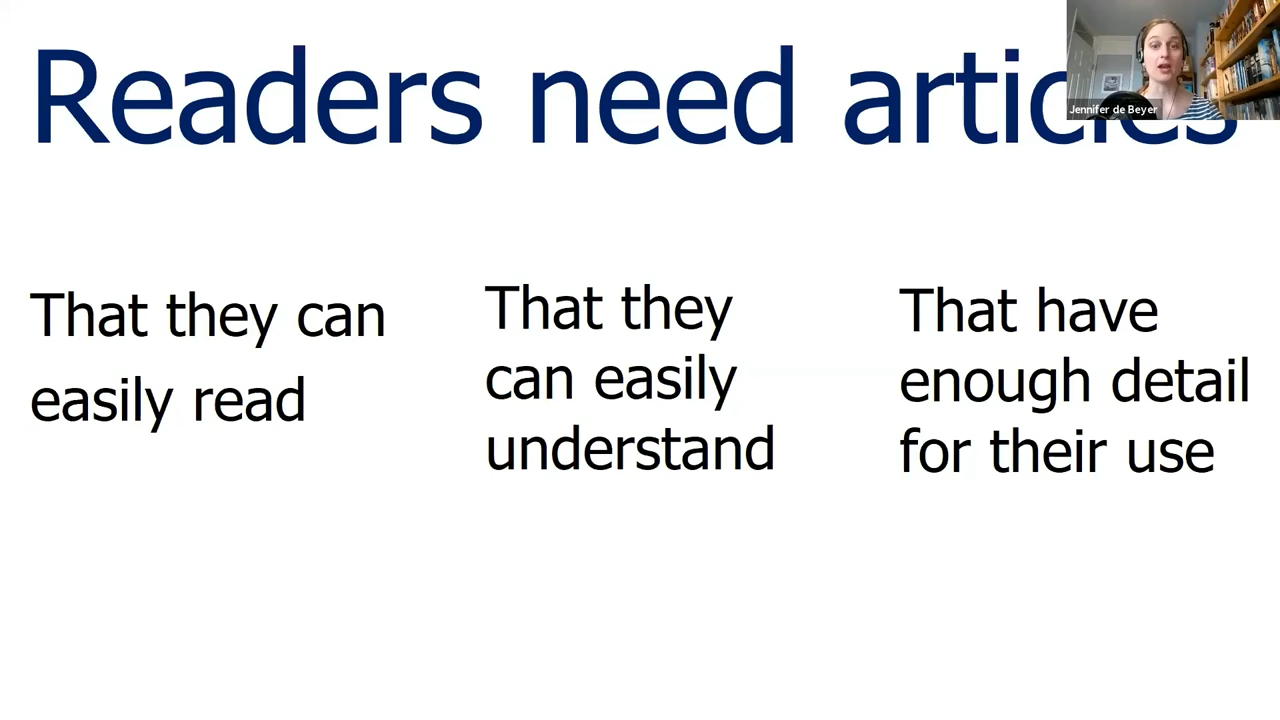 Readers need articles
Jennifer de Beyer
That they can
easily read
That they
can easily
understand
That have
enough detail
for their use